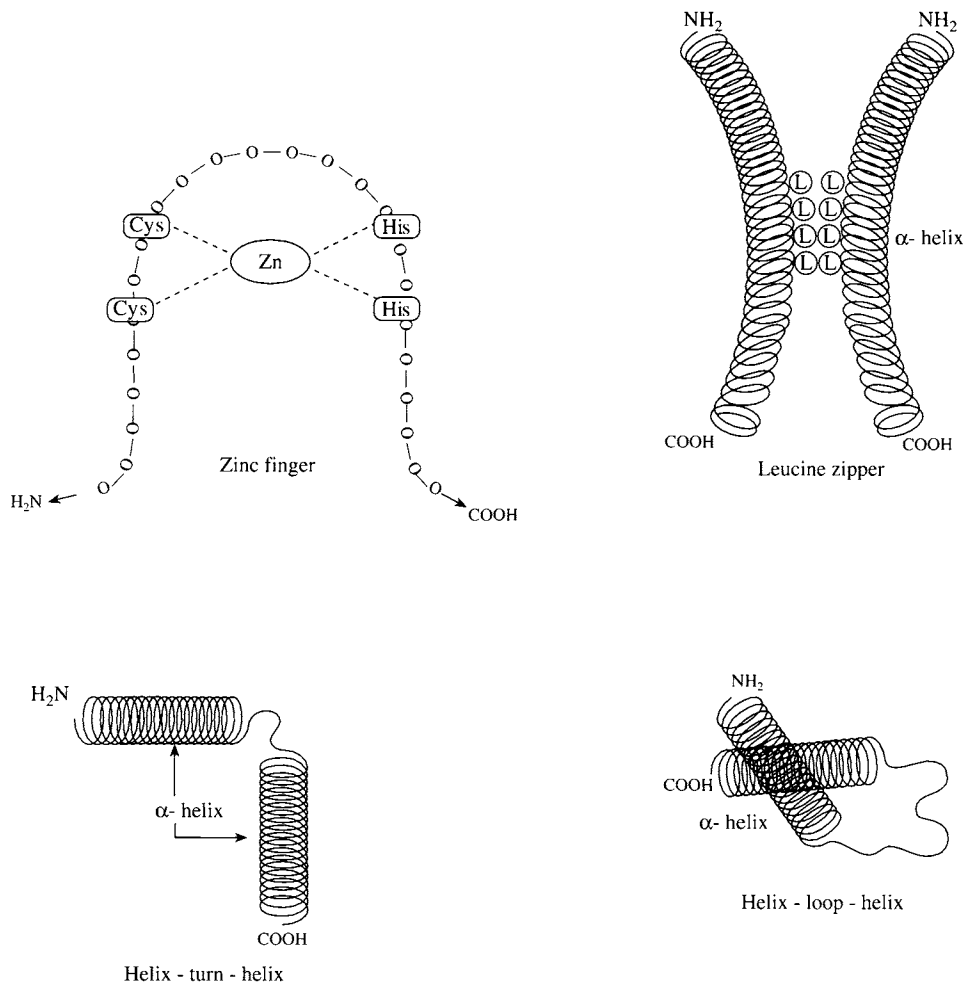 NH₂ NH₂
Cys His
Zn
Cys His
L L
L L
L L
L L
α- helix
COOH COOH
Zinc finger
Leucine zipper
H₂N
COOH
H₂N
α- helix
COOH
Helix - turn - helix
NH₂
COOH
α- helix
Helix - loop - helix